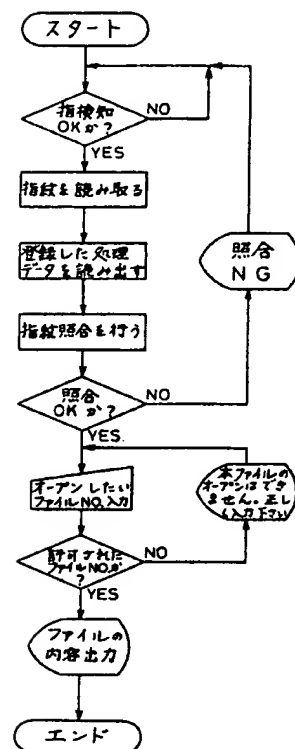 スタート
指検知
OKか?
NO
YES
指紋を読み取る
登録した処理
データを読み出す
指紋照合を行う
照合
NG
照合
OKか?
NO
YES.
オープンしたい
ファイルNO.入力
本ファイルの
オープンはでき
ません。正し
く入力下さい
許可された
ファイルNO.か
?
NO
YES
ファイルの
内容出力
エンド